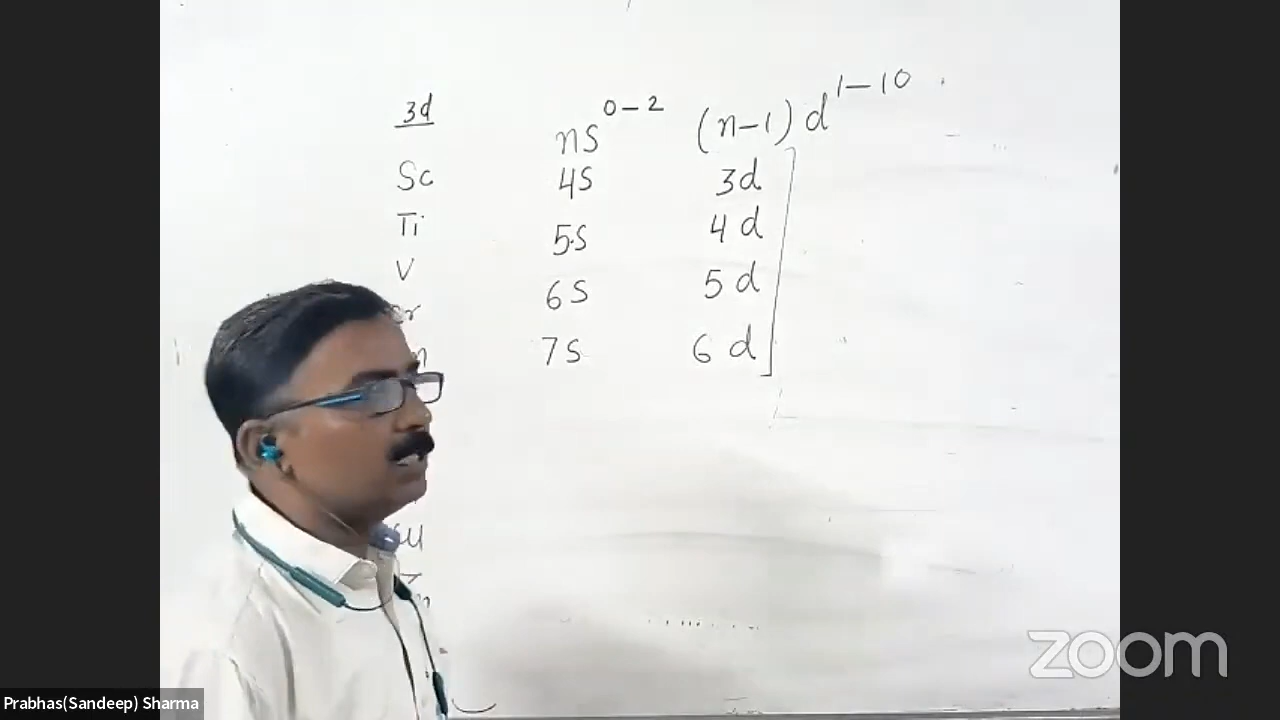 3d ns^0-2 (n-1)d^1-10
Sc 4s 3d
Ti 5s 4d
V 6s 5d
7s 6d
zoom
Prabhas(Sandeep) Sharma